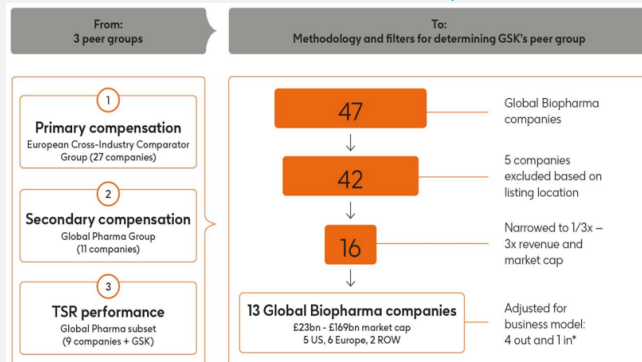 From:
3 peer groups
To:
Methodology and filters for determining GSK's peer group
1
Primary compensation
European Cross-Industry Comparator
Group (27 companies)
2
Secondary compensation
Global Pharma Group
(11 companies)
3
TSR performance
Global Pharma subset
(9 companies + GSK)
47
Global Biopharma
companies
42
5 companies
excluded based on
listing location
16
Narrowed to 1/3x –
3x revenue and
market cap
13 Global Biopharma companies
£23bn - £169bn market cap
5 US, 6 Europe, 2 ROW
Adjusted for
business model:
4 out and 1 in*